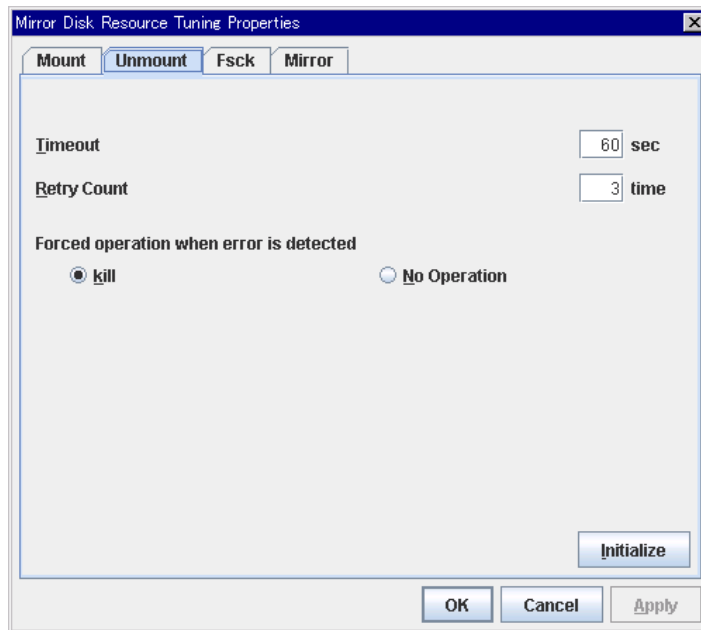 Mirror Disk Resource Tuning Properties
Mount Unmount Fsck Mirror
Timeout 60 sec
Retry Count 3 time
Forced operation when error is detected
kill No Operation
Initialize
OK Cancel Apply